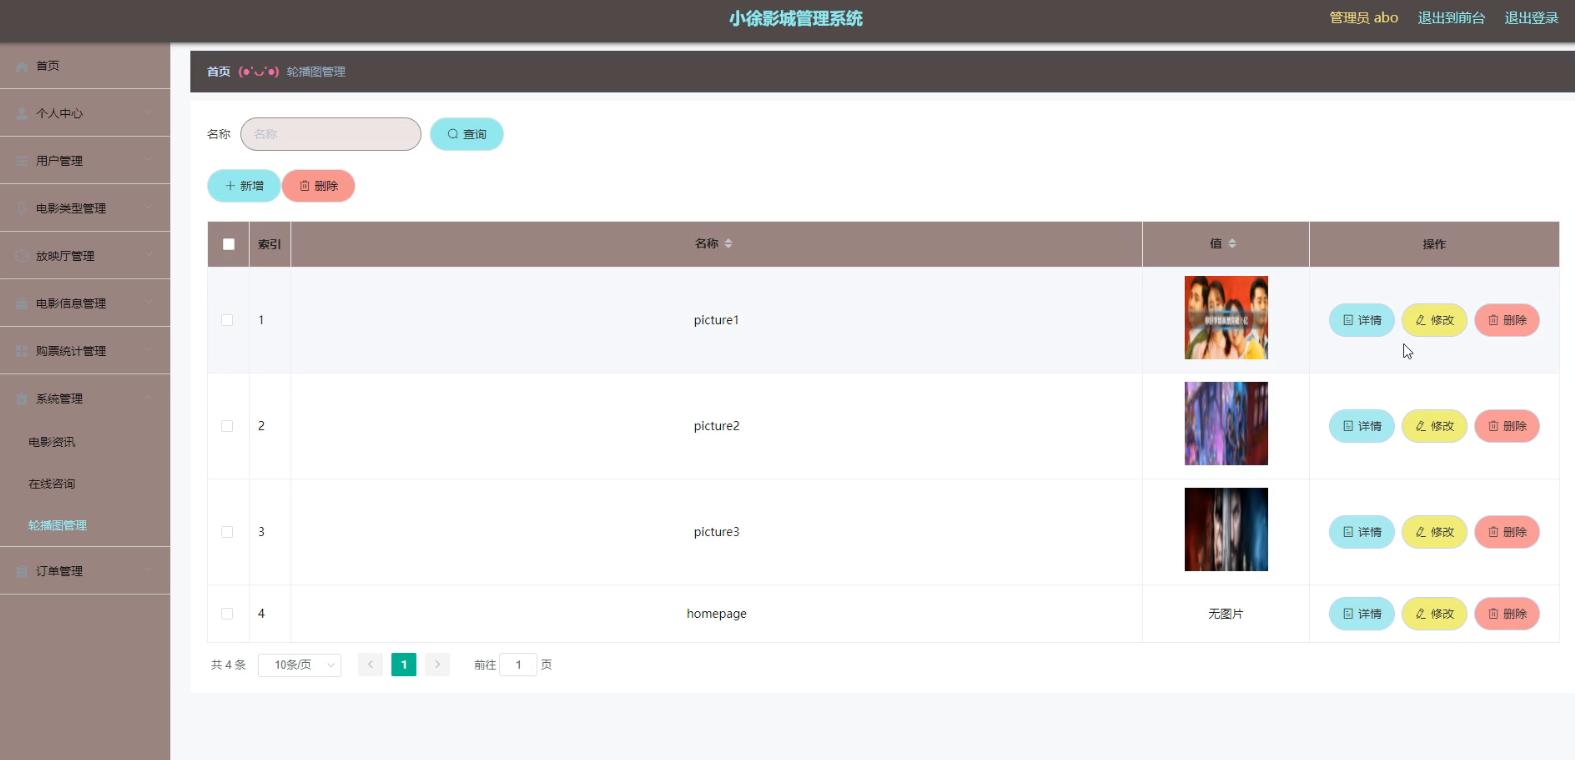 小徐影城管理系统
管理员 abo 退出到前台 退出登录
首页
个人中心
用户管理
电影类型管理
放映厅管理
电影信息管理
购票统计管理
系统管理
电影资讯
在线咨询
轮播图管理
订单管理
首页 (●'◡'●) 轮播图管理
名称 名称 查询
新增 删除
索引 名称 值 操作
1 picture1 详情 修改 删除
2 picture2 详情 修改 删除
3 picture3 详情 修改 删除
4 homepage 无图片 详情 修改 删除
共 4 条 10条/页 1 前往 1 页